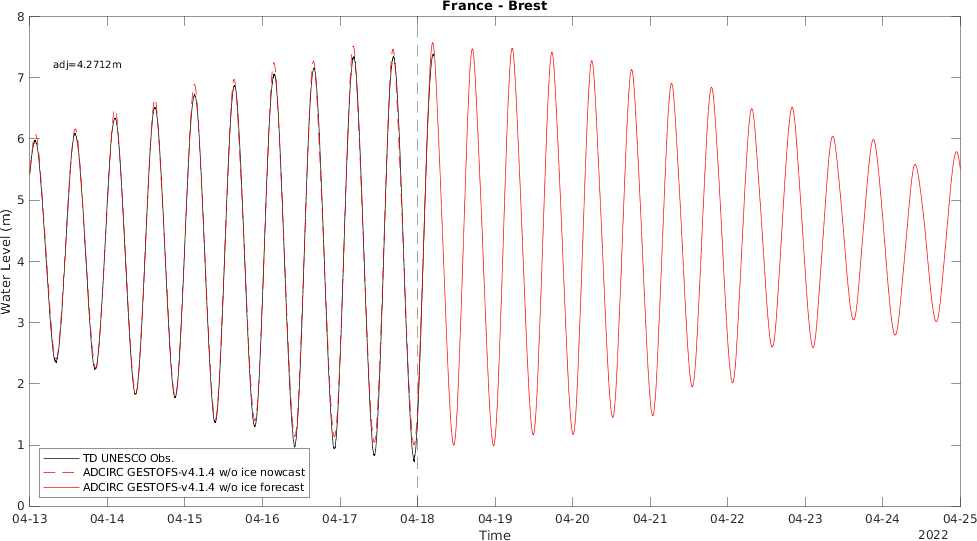 France - Brest
adj=4.2712m
8
7
6
5
4
3
2
1
0
Water Level (m)
TD UNESCO Obs.
ADCIRC GESTOFS-v4.1.4 w/o ice nowcast
ADCIRC GESTOFS-v4.1.4 w/o ice forecast
04-13 04-14 04-15 04-16 04-17 04-18 04-19 04-20 04-21 04-22 04-23 04-24 04-25
Time
2022